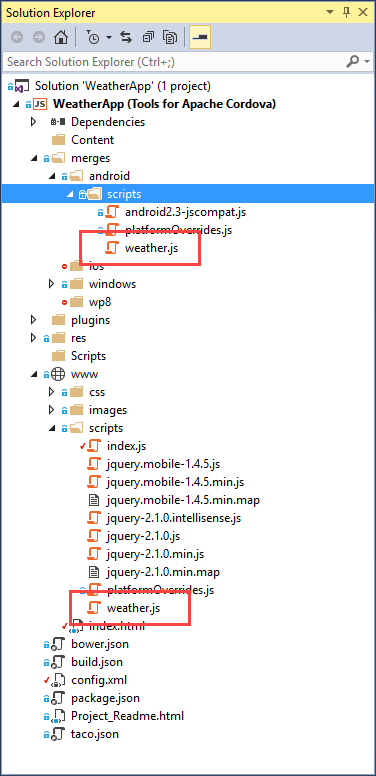 Solution Explorer
Search Solution Explorer (Ctrl+;)
Solution 'WeatherApp' (1 project)
JS WeatherApp (Tools for Apache Cordova)
Dependencies
Content
merges
android
scripts
android2.3-jscompat.js
platformOverrides.js
weather.js
ios
windows
wp8
plugins
res
Scripts
www
css
images
scripts
index.js
jquery.mobile-1.4.5.js
jquery.mobile-1.4.5.min.js
jquery.mobile-1.4.5.min.map
jquery-2.1.0.intellisense.js
jquery-2.1.0.js
jquery-2.1.0.min.js
jquery-2.1.0.min.map
platformOverrides.js
weather.js
index.html
bower.json
build.json
config.xml
package.json
Project_Readme.html
taco.json